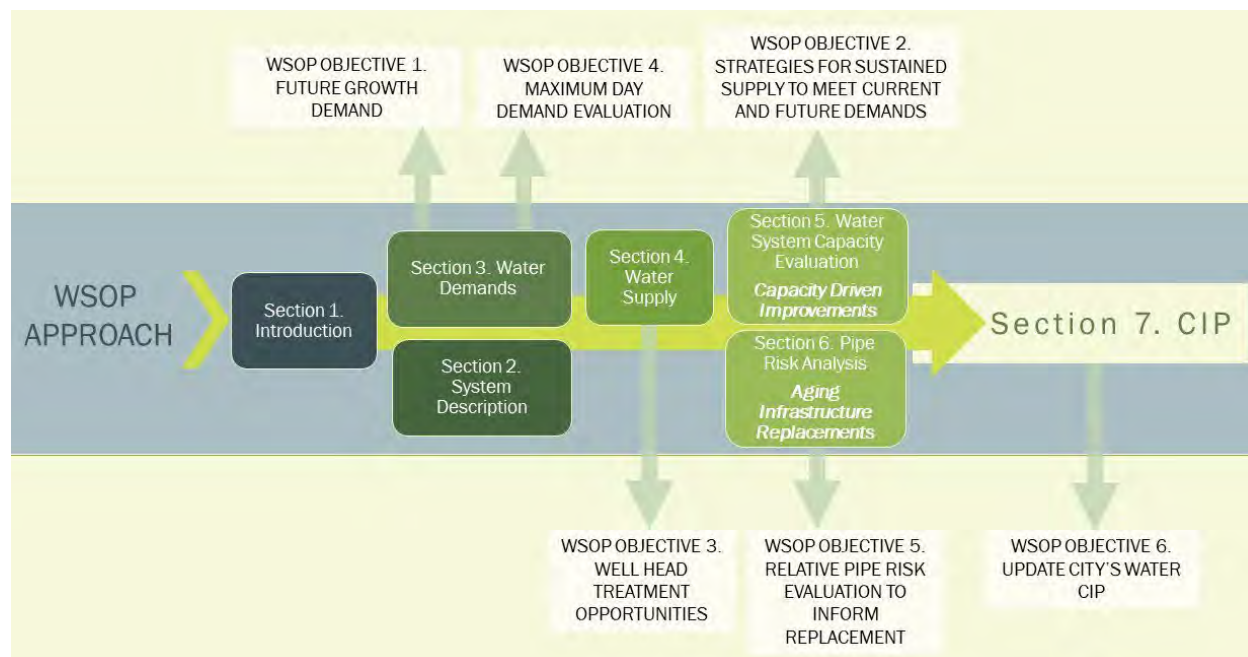 WSOP OBJECTIVE 1.
FUTURE GROWTH
DEMAND
WSOP OBJECTIVE 4.
MAXIMUM DAY
DEMAND EVALUATION
WSOP OBJECTIVE 2.
STRATEGIES FOR SUSTAINED
SUPPLY TO MEET CURRENT
AND FUTURE DEMANDS
WSOP
APPROACH
Section 1.
Introduction
Section 3. Water
Demands
Section 2.
System
Description
Section 4.
Water
Supply
Section 5. Water
System Capacity
Evaluation
Capacity Driven
Improvements
Section 6. Pipe
Risk Analysis
Aging
Infrastructure
Replacements
Section 7. CIP
WSOP OBJECTIVE 3.
WELL HEAD
TREATMENT
OPPORTUNITIES
WSOP OBJECTIVE 5.
RELATIVE PIPE RISK
EVALUATION TO
INFORM
REPLACEMENT
WSOP OBJECTIVE 6.
UPDATE CITY'S WATER
CIP